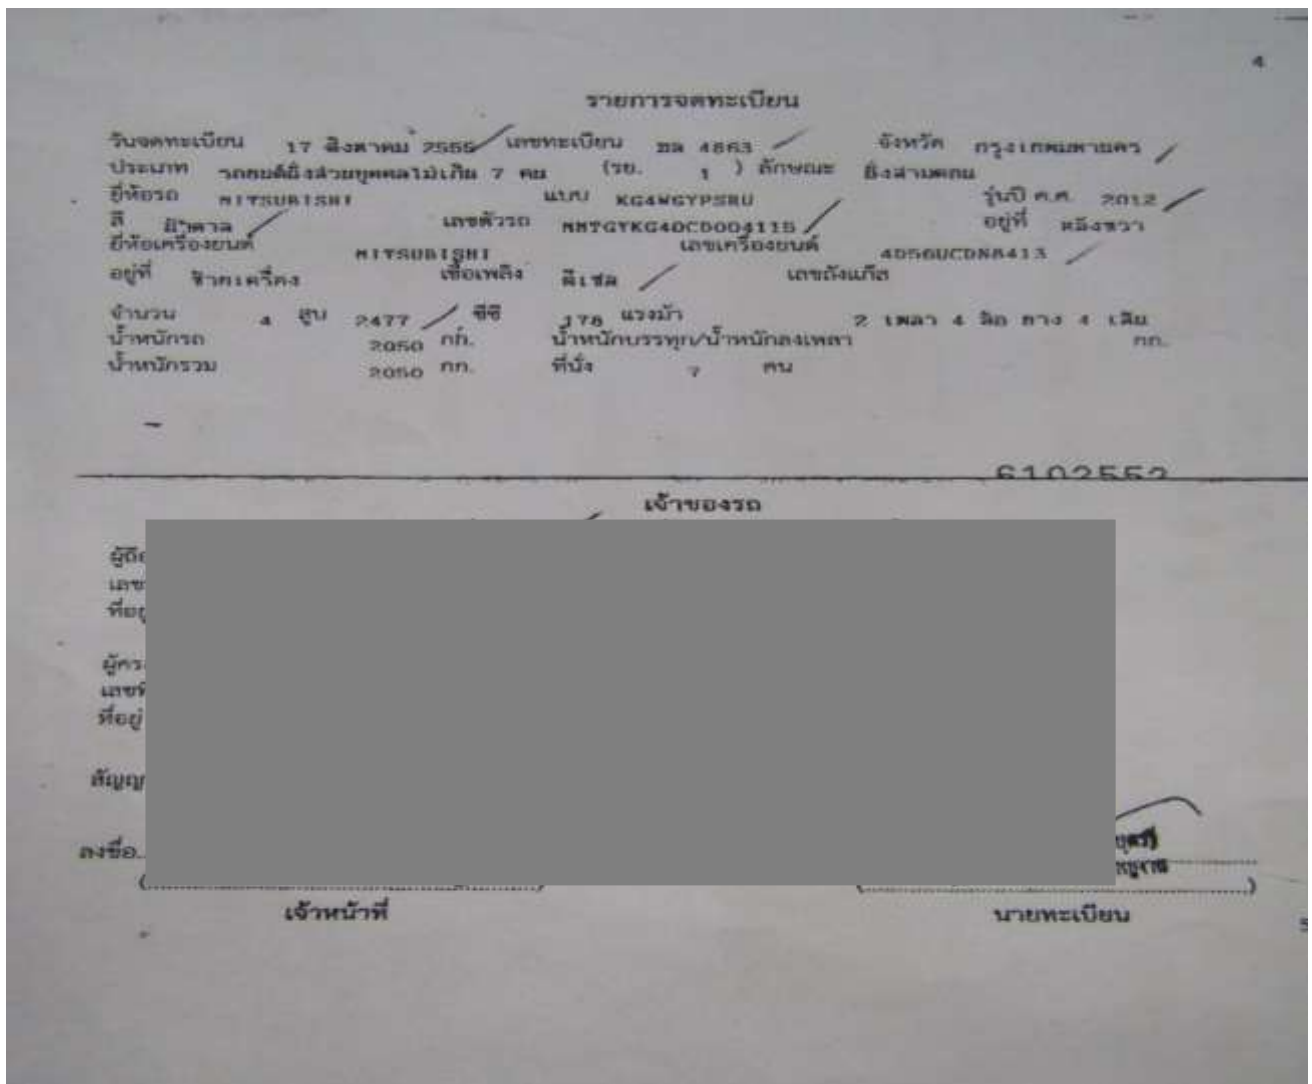 4
รายการจดทะเบียน
วันจดทะเบียน 17 สิงหาคม 2555 เลขทะเบียน 4863 จังหวัด กรุงเทพมหานคร
ประเภท รถยนต์นั่งส่วนบุคคลไม่เกิน 7 คน (รย. 1 ) ลักษณะ นั่งสามตอน
ยี่ห้อรถ MITSUBISHI แบบ KG4WGYPSRU รุ่นปี ค.ศ. 2012
สี น้ำตาล เลขตัวรถ MMTGYKG40CD004115 อยู่ที่ หลังขวา
ยี่ห้อเครื่องยนต์ MITSUBISHI เลขเครื่องยนต์ 4D56UCDN8413
อยู่ที่ ซ้ายเครื่อง เชื้อเพลิง ดีเซล เลขถังแก๊ส
จำนวน 4 สูบ 2477 ซีซี 178 แรงม้า 2 เพลา 4 ล้อ ยาง 4 เส้น
น้ำหนักรถ 2050 กก. น้ำหนักบรรทุก/น้ำหนักลงเพลา กก.
น้ำหนักรวม 2050 กก. ที่นั่ง 7 คน
6102552
เจ้าของรถ
ที่อยู่
ลงชื่อ..
เจ้าหน้าที่
นายทะเบียน
5